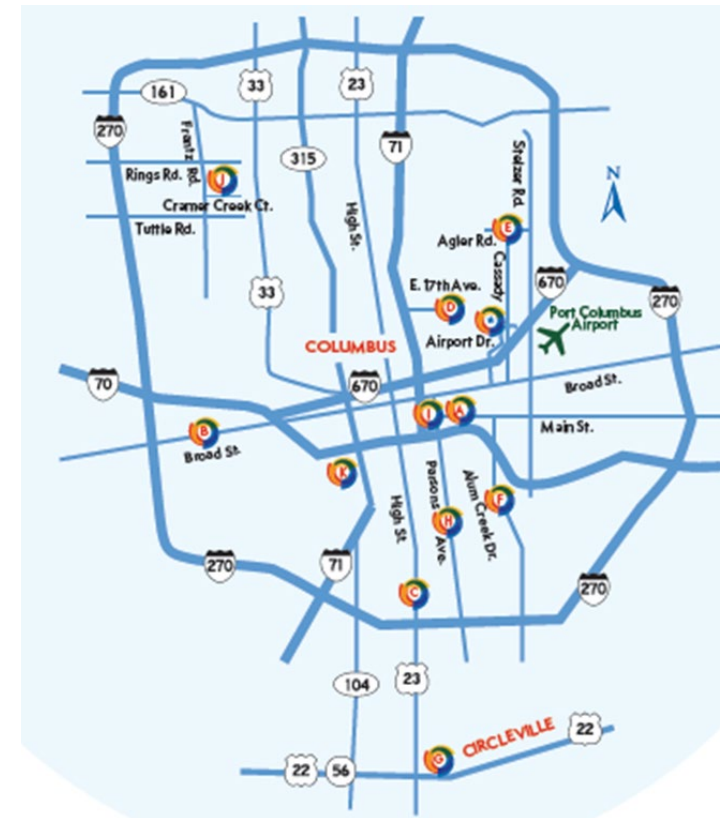 33
23
161
270
71
Frantz Rd.
315
Stelzer Rd.
N
Rings Rd.
J
Cramer Creek Ct.
High St.
Tuttle Rd.
E
Agler Rd.
Cassady
33
E. 17th Ave.
670
270
D
Port Columbus
Airport
Airport Dr.
COLUMBUS
70
670
Broad St.
I
A
B
Main St.
Broad St.
K
Parsons Ave.
Alum Creek Dr.
F
High St.
H
270
71
C
270
104
23
CIRCLEVILLE
22
G
22
56